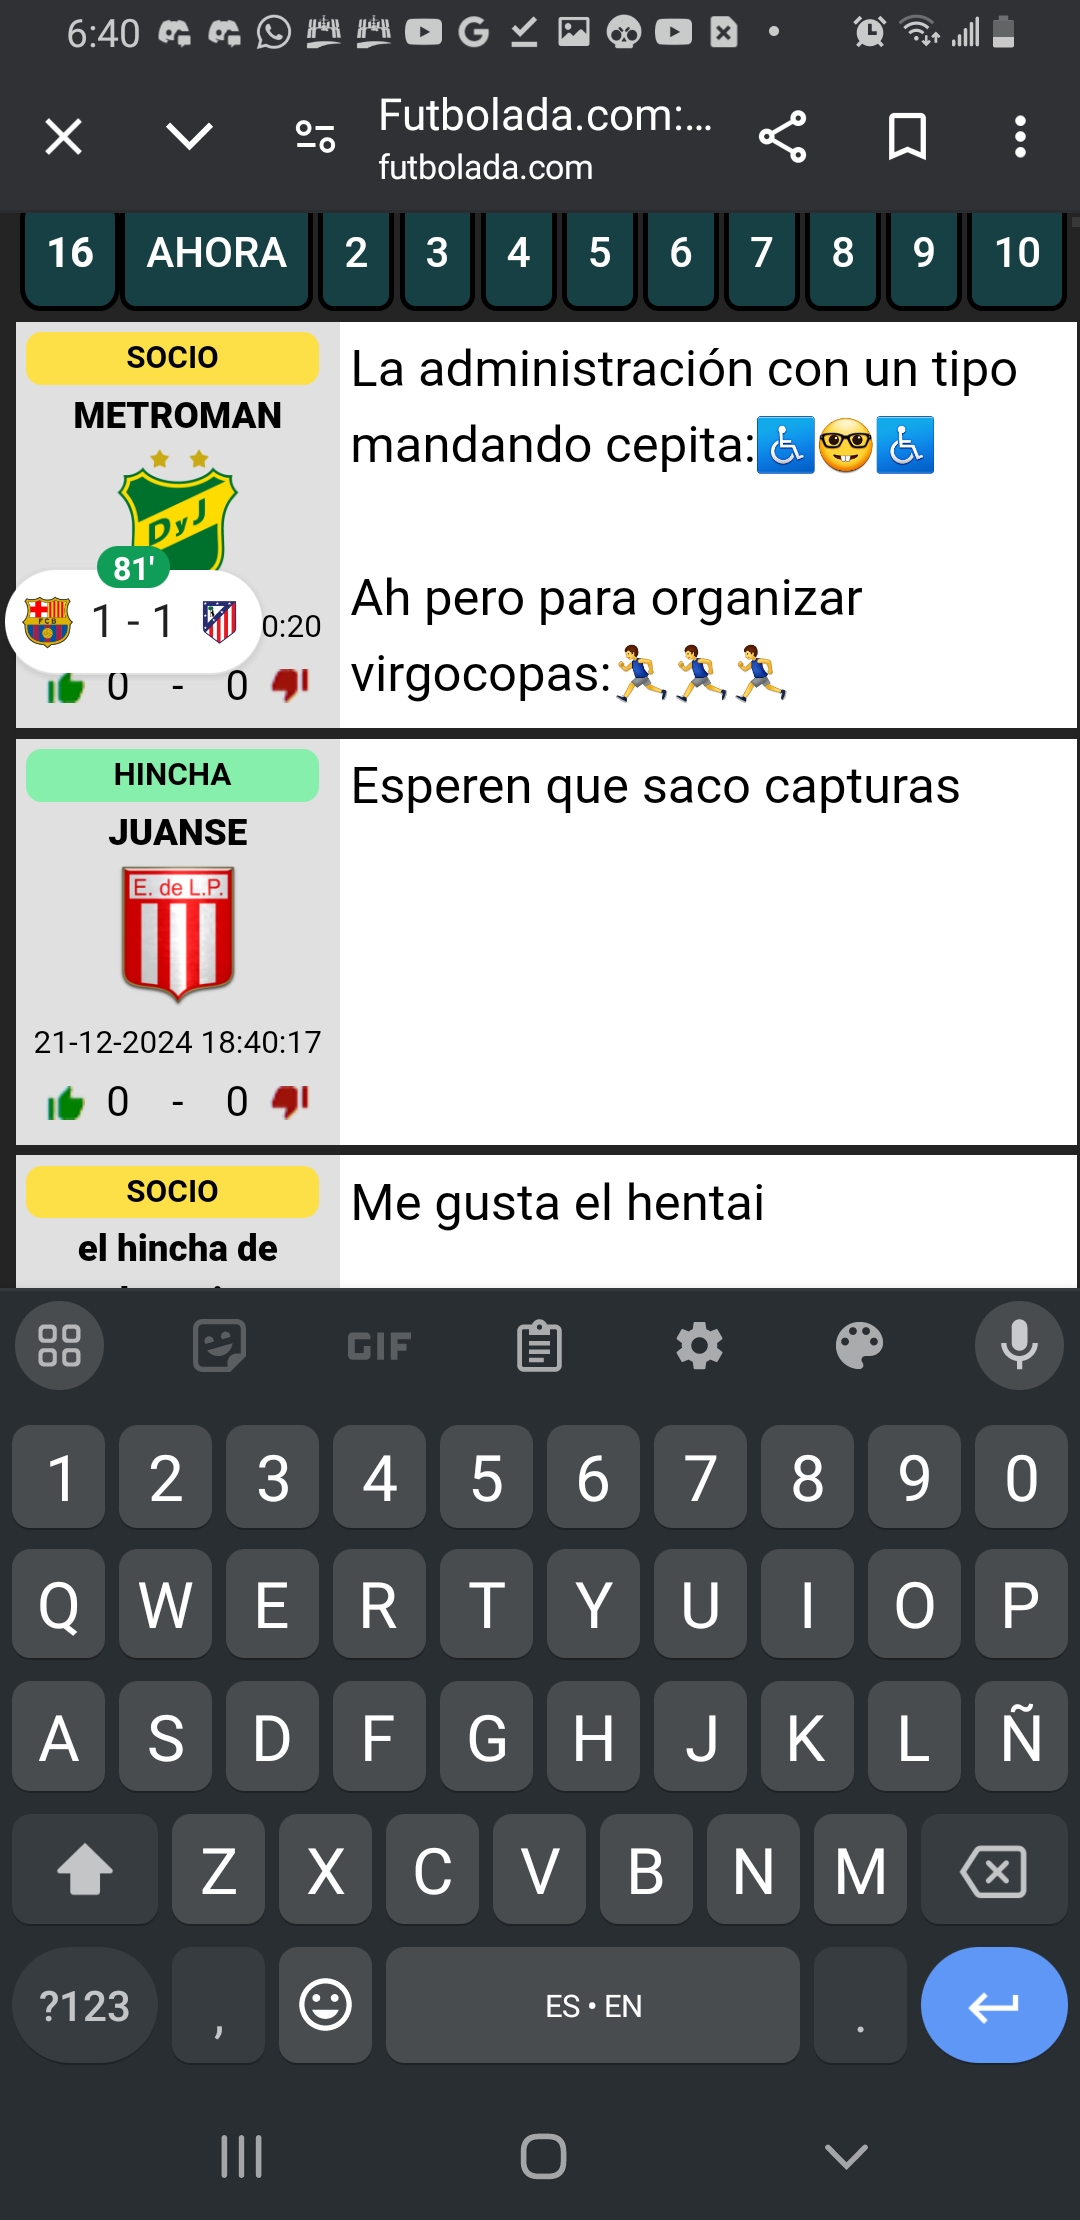 6:40
Futbolada.com:...
futbolada.com
16 AHORA 2 3 4 5 6 7 8 9 10
SOCIO
METROMAN
DyJ
81'
FCB 1 - 1
0:20
0 - 0
La administración con un tipo
mandando cepita:♿🤓♿
Ah pero para organizar
virgocopas:🏃‍♂️🏃‍♂️🏃‍♂️
HINCHA
JUANSE
E. de L.P.
21-12-2024 18:40:17
0 - 0
Esperen que saco capturas
SOCIO
el hincha de
Me gusta el hentai
GIF
1 2 3 4 5 6 7 8 9 0
Q W E R T Y U I O P
A S D F G H J K L Ñ
Z X C V B N M
?123 , ES • EN .